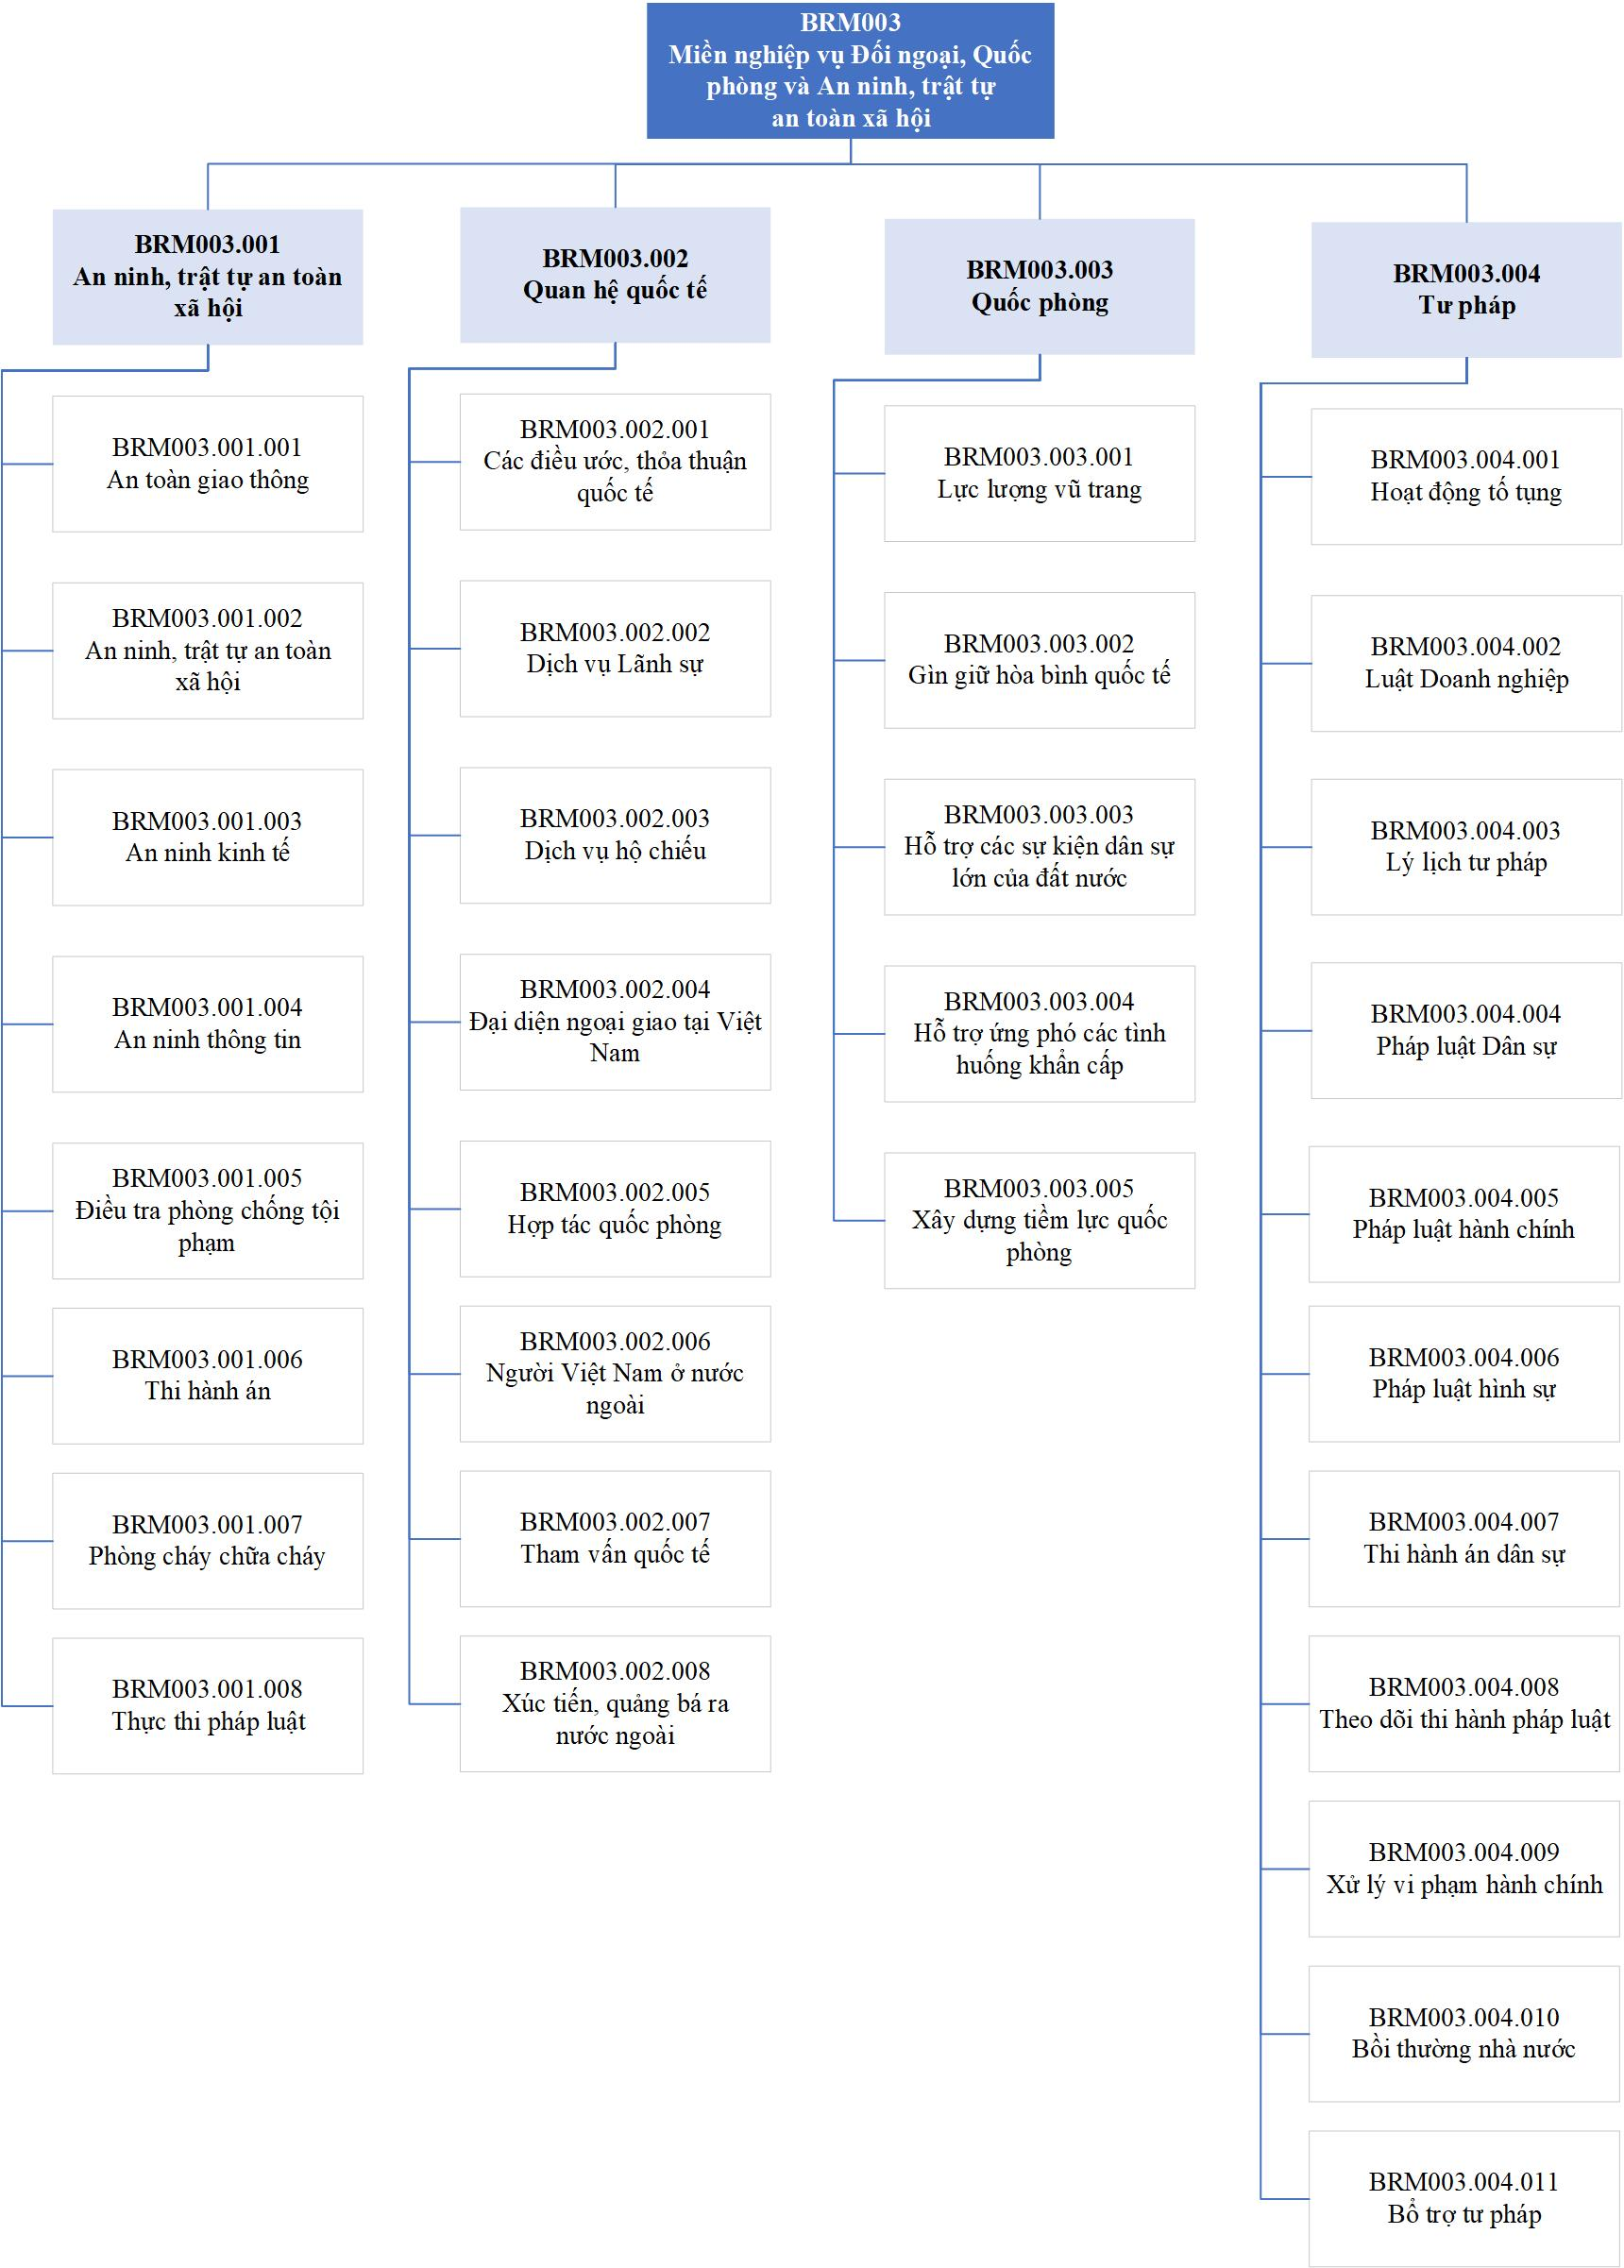 BRM003
Miền nghiệp vụ Đối ngoại, Quốc
phòng và An ninh, trật tự
an toàn xã hội
BRM003.001
An ninh, trật tự an toàn
xã hội
BRM003.001.001
An toàn giao thông
BRM003.001.002
An ninh, trật tự an toàn
xã hội
BRM003.001.003
An ninh kinh tế
BRM003.001.004
An ninh thông tin
BRM003.001.005
Điều tra phòng chống tội
phạm
BRM003.001.006
Thi hành án
BRM003.001.007
Phòng cháy chữa cháy
BRM003.001.008
Thực thi pháp luật
BRM003.002
Quan hệ quốc tế
BRM003.002.001
Các điều ước, thỏa thuận
quốc tế
BRM003.002.002
Dịch vụ Lãnh sự
BRM003.002.003
Dịch vụ hộ chiếu
BRM003.002.004
Đại diện ngoại giao tại Việt
Nam
BRM003.002.005
Hợp tác quốc phòng
BRM003.002.006
Người Việt Nam ở nước
ngoài
BRM003.002.007
Tham vấn quốc tế
BRM003.002.008
Xúc tiến, quảng bá ra
nước ngoài
BRM003.003
Quốc phòng
BRM003.003.001
Lực lượng vũ trang
BRM003.003.002
Gìn giữ hòa bình quốc tế
BRM003.003.003
Hỗ trợ các sự kiện dân sự
lớn của đất nước
BRM003.003.004
Hỗ trợ ứng phó các tình
huống khẩn cấp
BRM003.003.005
Xây dựng tiềm lực quốc
phòng
BRM003.004
Tư pháp
BRM003.004.001
Hoạt động tố tụng
BRM003.004.002
Luật Doanh nghiệp
BRM003.004.003
Lý lịch tư pháp
BRM003.004.004
Pháp luật Dân sự
BRM003.004.005
Pháp luật hành chính
BRM003.004.006
Pháp luật hình sự
BRM003.004.007
Thi hành án dân sự
BRM003.004.008
Theo dõi thi hành pháp luật
BRM003.004.009
Xử lý vi phạm hành chính
BRM003.004.010
Bồi thường nhà nước
BRM003.004.011
Bổ trợ tư pháp